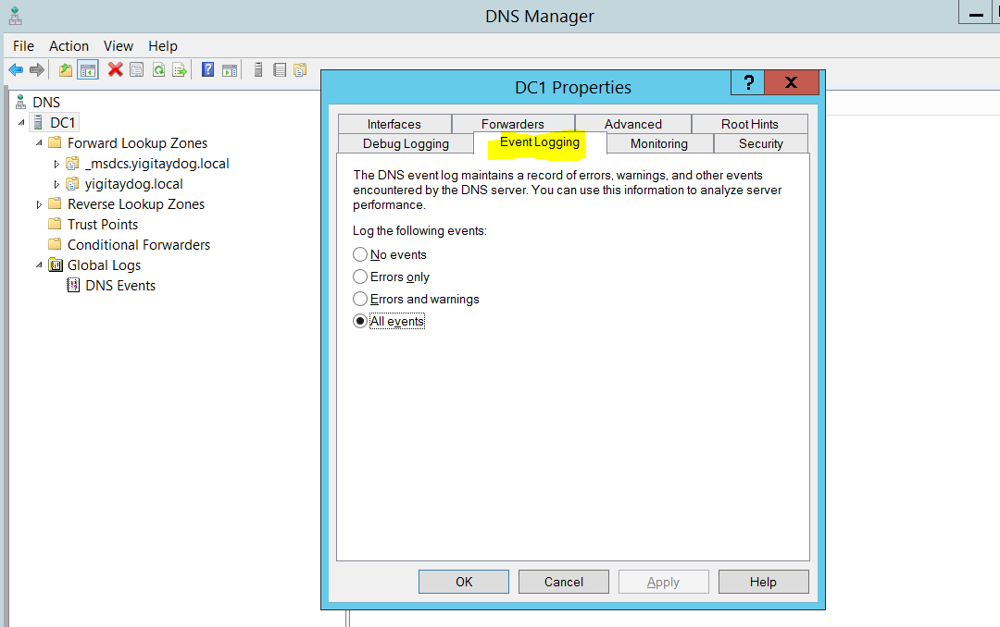 DNS Manager
File Action View Help
DNS
DC1
Forward Lookup Zones
_msdcs.yigitaydog.local
yigitaydog.local
Reverse Lookup Zones
Trust Points
Conditional Forwarders
Global Logs
DNS Events
DC1 Properties
? X
Interfaces Forwarders Advanced Root Hints
Debug Logging Event Logging Monitoring Security
The DNS event log maintains a record of errors, warnings, and other events
encountered by the DNS server. You can use this information to analyze server
performance.
Log the following events:
No events
Errors only
Errors and warnings
All events
OK Cancel Apply Help